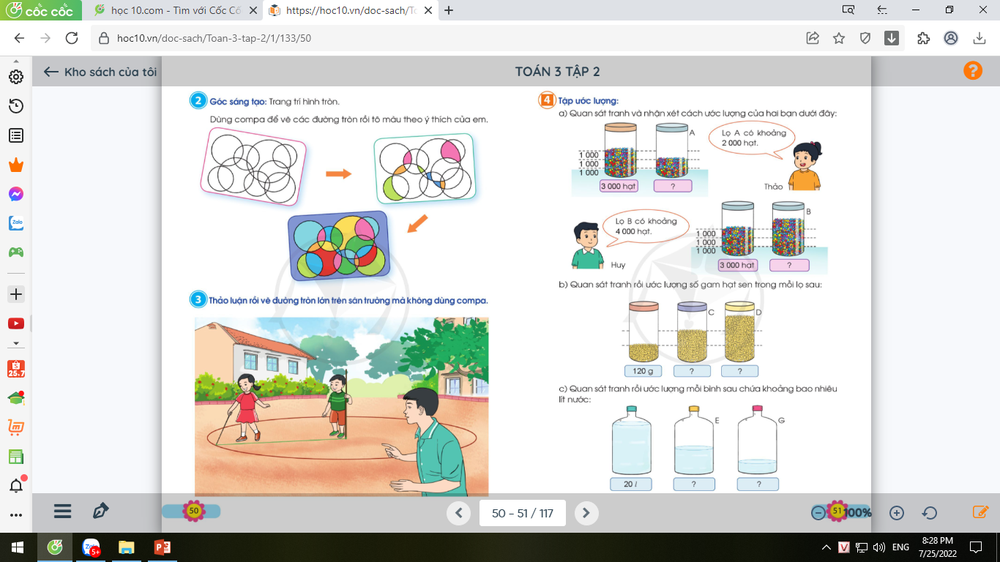 cốc cốc
học 10.com - Tìm với Cốc Cố
https://hoc10.vn/doc-sach/To
hoc10.vn/doc-sach/Toan-3-tap-2/1/133/50
Kho sách của tôi
TOÁN 3 TẬP 2
?
2 Góc sáng tạo: Trang trí hình tròn.
Dùng compa để vẽ các đường tròn rồi tô màu theo ý thích của em.
3 Thảo luận rồi vẽ đường tròn lớn trên sân trường mà không dùng compa.
50
4 Tập ước lượng:
a) Quan sát tranh và nhận xét cách ước lượng của hai bạn dưới đây:
A
1 000
1 000
1 000
3 000 hạt
?
Lọ A có khoảng
2 000 hạt.
Thảo
Lọ B có khoảng
4 000 hạt.
Huy
B
1 000
1 000
1 000
3 000 hạt
?
b) Quan sát tranh rồi ước lượng số gam hạt sen trong mỗi lọ sau:
C
D
120 g
?
?
c) Quan sát tranh rồi ước lượng mỗi bình sau chứa khoảng bao nhiêu
lít nước:
E
G
20 l
?
?
51
50 - 51 / 117
100%
Zalo
S
25.7
Zalo
5+
V
ENG
8:28 PM
7/25/2022